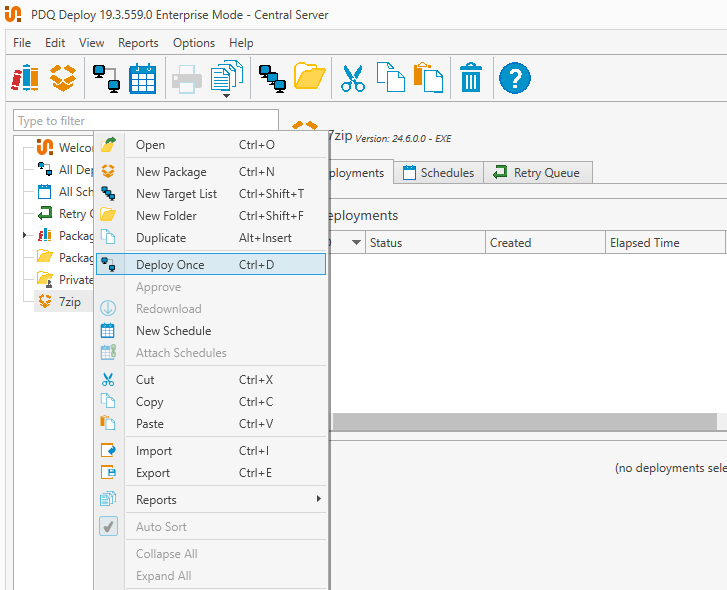 PDQ Deploy 19.3.559.0 Enterprise Mode - Central Server
File Edit View Reports Options Help
Type to filter
7zip Version: 24.6.0.0 - EXE
Welco
All De
All Sch
Retry
Packag
Packag
Private
7zip
Open Ctrl+O
New Package Ctrl+N
New Target List Ctrl+Shift+T
New Folder Ctrl+Shift+F
Duplicate Alt+Insert
Deploy Once Ctrl+D
Approve
Redownload
New Schedule
Attach Schedules
Cut Ctrl+X
Copy Ctrl+C
Paste Ctrl+V
Import Ctrl+I
Export Ctrl+E
Reports
Auto Sort
Collapse All
Expand All
ployments Schedules Retry Queue
eployments
Status Created Elapsed Time
(no deployments sele